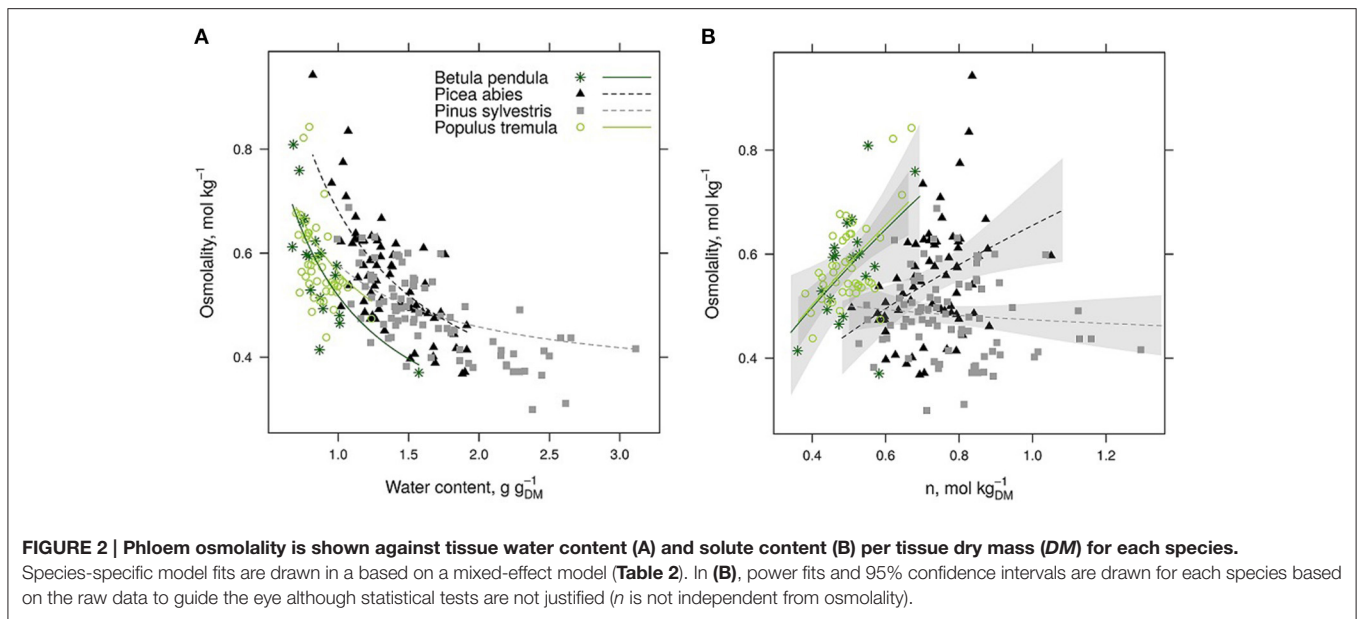 A
B
Betula pendula
Picea abies
Pinus sylvestris
Populus tremula
Osmolality, mol kg⁻¹
0.8
0.6
0.4
1.0 1.5 2.0 2.5 3.0
Water content, g g⁻¹DM
Osmolality, mol kg⁻¹
0.8
0.6
0.4
0.4 0.6 0.8 1.0 1.2
n, mol kg⁻¹DM
FIGURE 2 | Phloem osmolality is shown against tissue water content (A) and solute content (B) per tissue dry mass (DM) for each species.
Species-specific model fits are drawn in a based on a mixed-effect model (Table 2). In (B), power fits and 95% confidence intervals are drawn for each species based
on the raw data to guide the eye although statistical tests are not justified (n is not independent from osmolality).